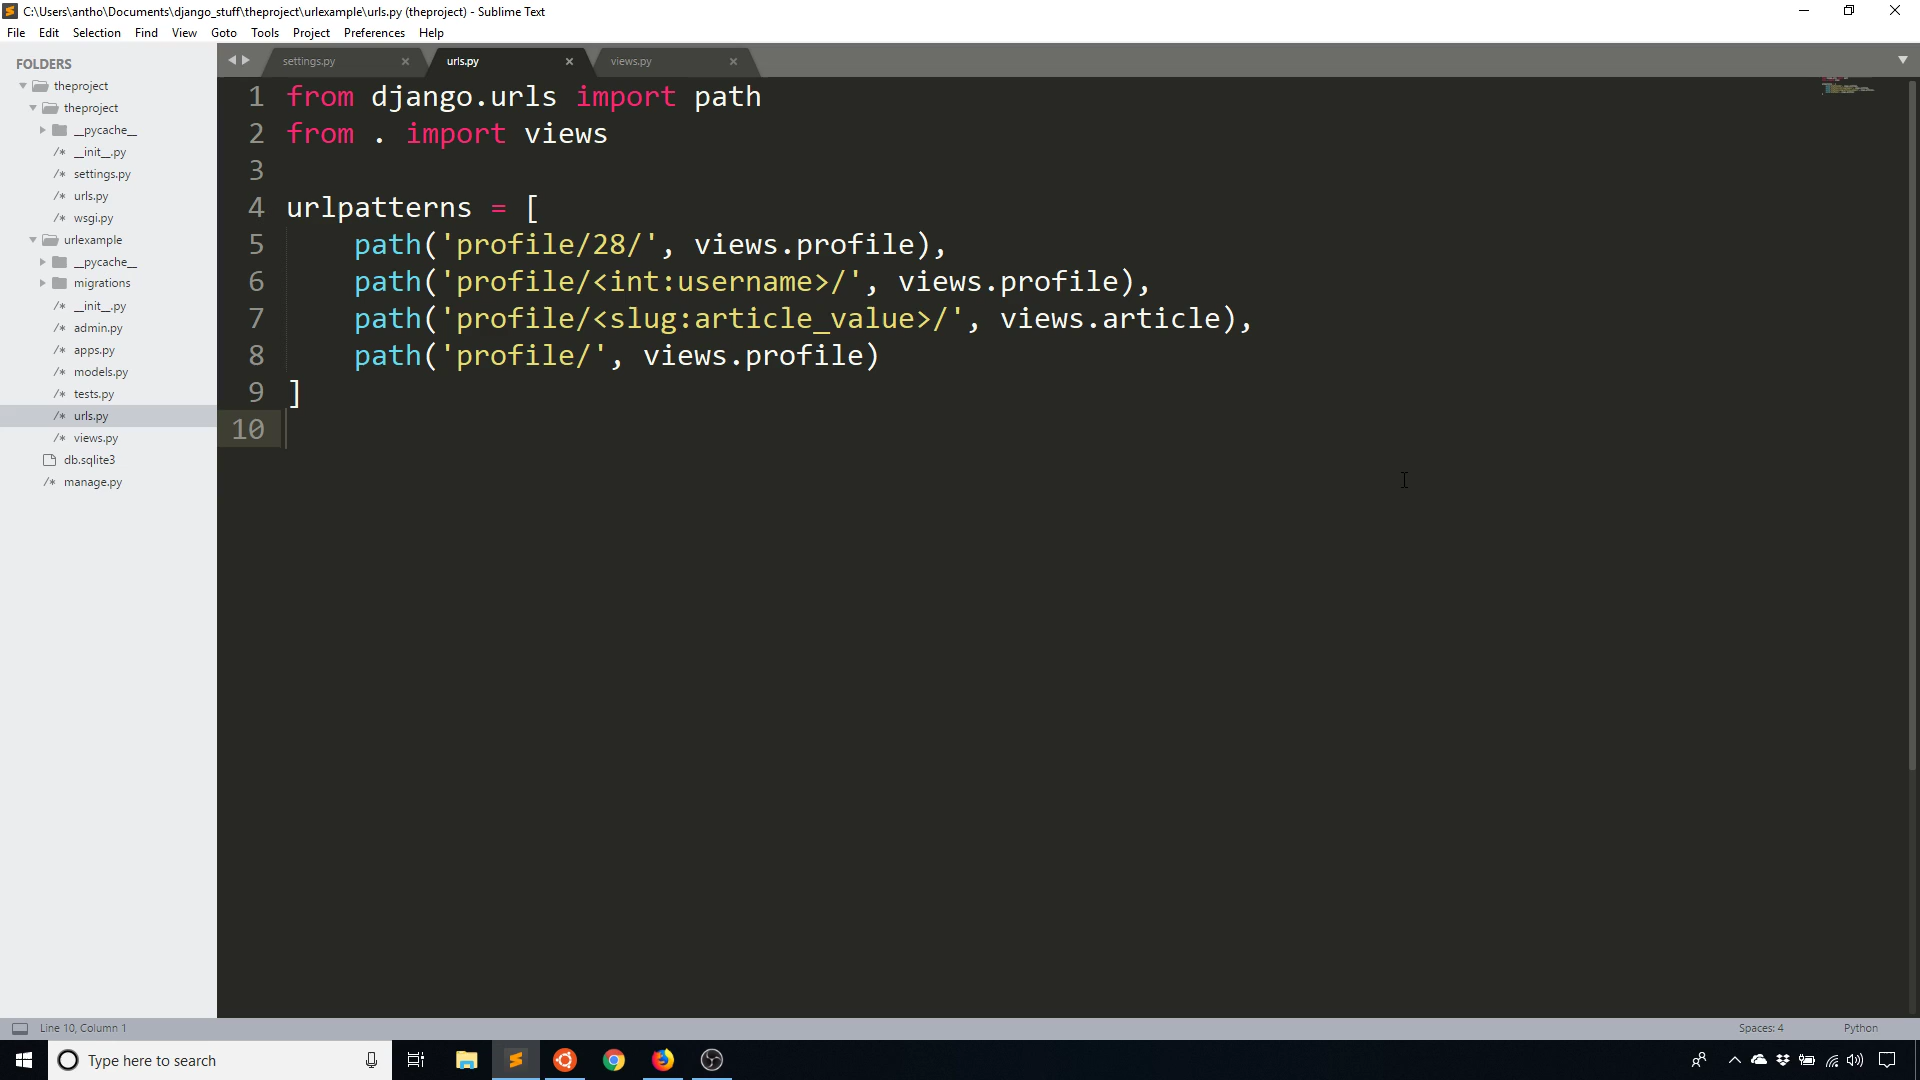 C:\Users\antho\Documents\django_stuff\theproject\urlexample\urls.py (theproject) - Sublime Text
File Edit Selection Find View Goto Tools Project Preferences Help
FOLDERS
theproject
theproject
__pycache__
/* __init__.py
/* settings.py
/* urls.py
/* wsgi.py
urlexample
__pycache__
migrations
/* __init__.py
/* admin.py
/* apps.py
/* models.py
/* tests.py
/* urls.py
/* views.py
db.sqlite3
/* manage.py
settings.py × urls.py × views.py ×
1 from django.urls import path
2 from . import views
3
4 urlpatterns = [
5 path('profile/28/', views.profile),
6 path('profile/<int:username>/', views.profile),
7 path('profile/<slug:article_value>/', views.article),
8 path('profile/', views.profile)
9 ]
10
Line 10, Column 1 Spaces: 4 Python
Type here to search